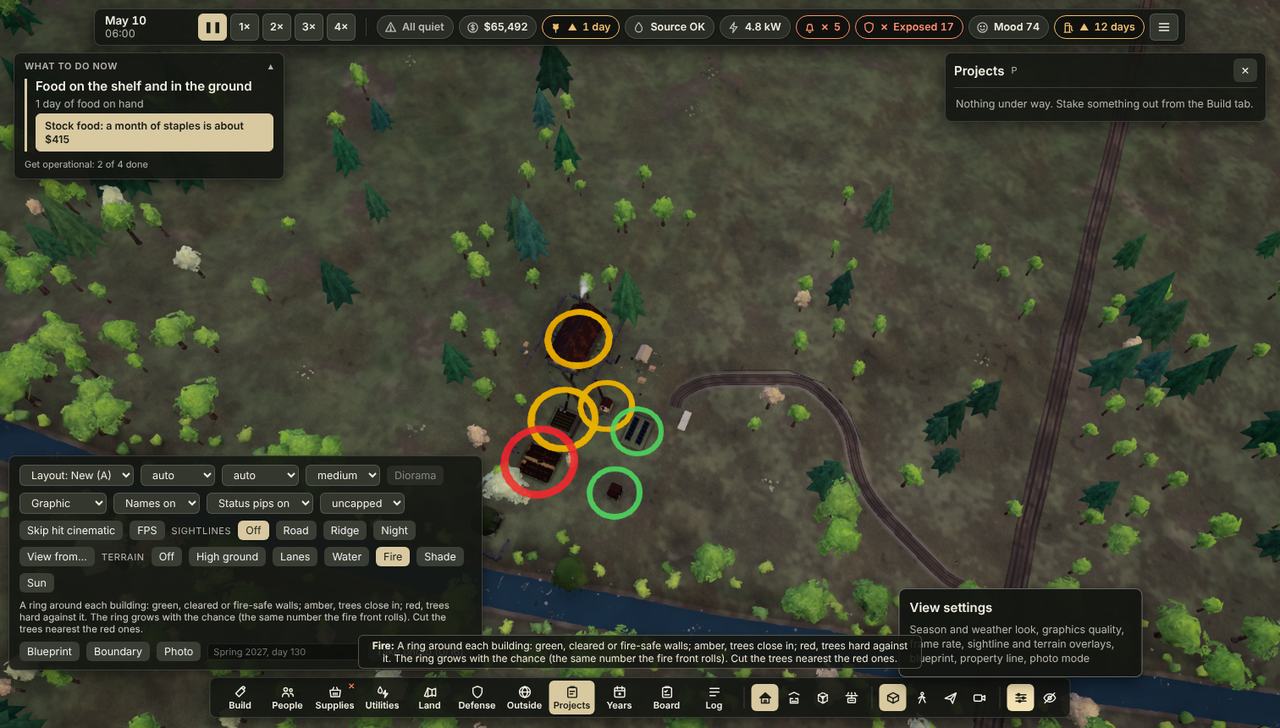 May 10
06:00
1×
2×
3×
4×
All quiet
$65,492
1 day
Source OK
4.8 kW
× 5
× Exposed 17
Mood 74
12 days
WHAT TO DO NOW
Food on the shelf and in the ground
1 day of food on hand
Stock food: a month of staples is about
$415
Get operational: 2 of 4 done
Projects P
×
Nothing under way. Stake something out from the Build tab.
Layout: New (A)
auto
auto
medium
Diorama
Graphic
Names on
Status pips on
uncapped
Skip hit cinematic
FPS
SIGHTLINES
Off
Road
Ridge
Night
View from...
TERRAIN
Off
High ground
Lanes
Water
Fire
Shade
Sun
A ring around each building: green, cleared or fire-safe walls; amber, trees close in; red, trees
hard against it. The ring grows with the chance (the same number the fire front rolls). Cut the
trees nearest the red ones.
Blueprint
Boundary
Photo
Spring 2027, day 130
Fire: A ring around each building: green, cleared or fire-safe walls; amber, trees close in; red, trees hard against
it. The ring grows with the chance (the same number the fire front rolls). Cut the trees nearest the red ones.
View settings
Season and weather look, graphics quality,
frame rate, sightline and terrain overlays,
blueprint, property line, photo mode
Build
People
Supplies
Utilities
Land
Defense
Outside
Projects
Years
Board
Log